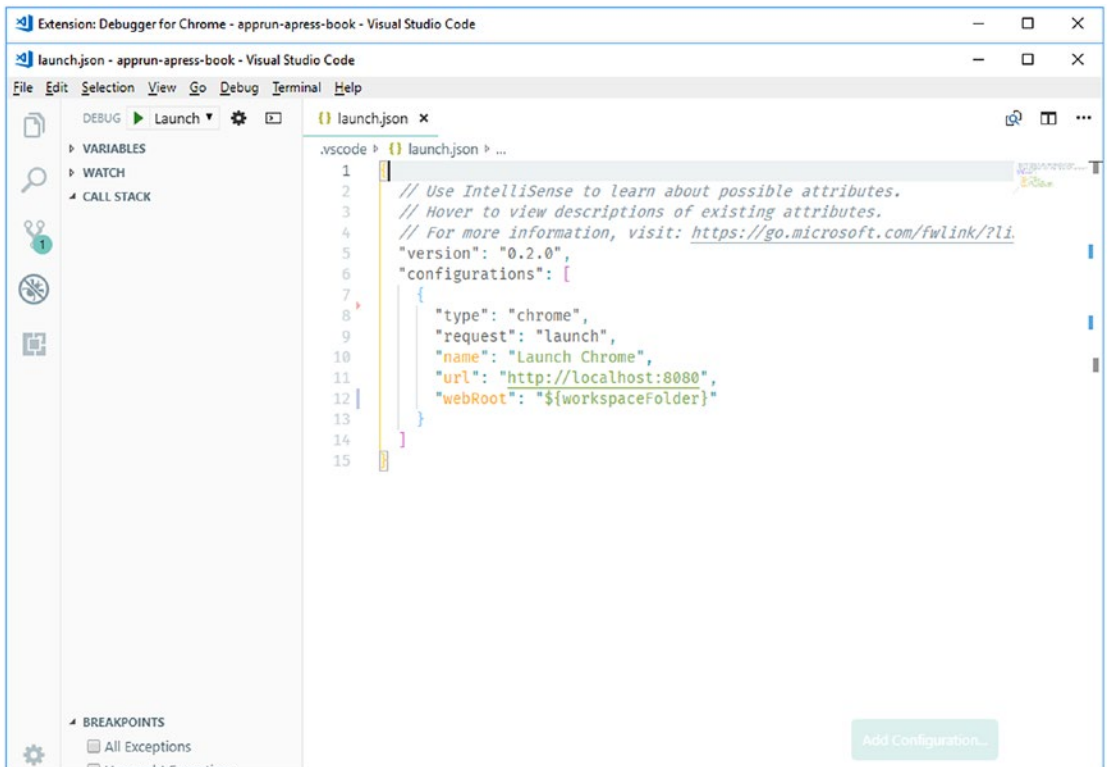 Extension: Debugger for Chrome - apprun-apress-book - Visual Studio Code
launch.json - apprun-apress-book - Visual Studio Code
File Edit Selection View Go Debug Terminal Help
DEBUG Launch
{} launch.json ×
VARIABLES
WATCH
CALL STACK
1
.vscode {} launch.json ...
1 {
2 // Use IntelliSense to learn about possible attributes.
3 // Hover to view descriptions of existing attributes.
4 // For more information, visit: https://go.microsoft.com/fwlink/?li
5 "version": "0.2.0",
6 "configurations": [
7 {
8 "type": "chrome",
9 "request": "launch",
10 "name": "Launch Chrome",
11 "url": "http://localhost:8080",
12 "webRoot": "${workspaceFolder}"
13 }
14 ]
15 }
BREAKPOINTS
All Exceptions
Add Configuration...